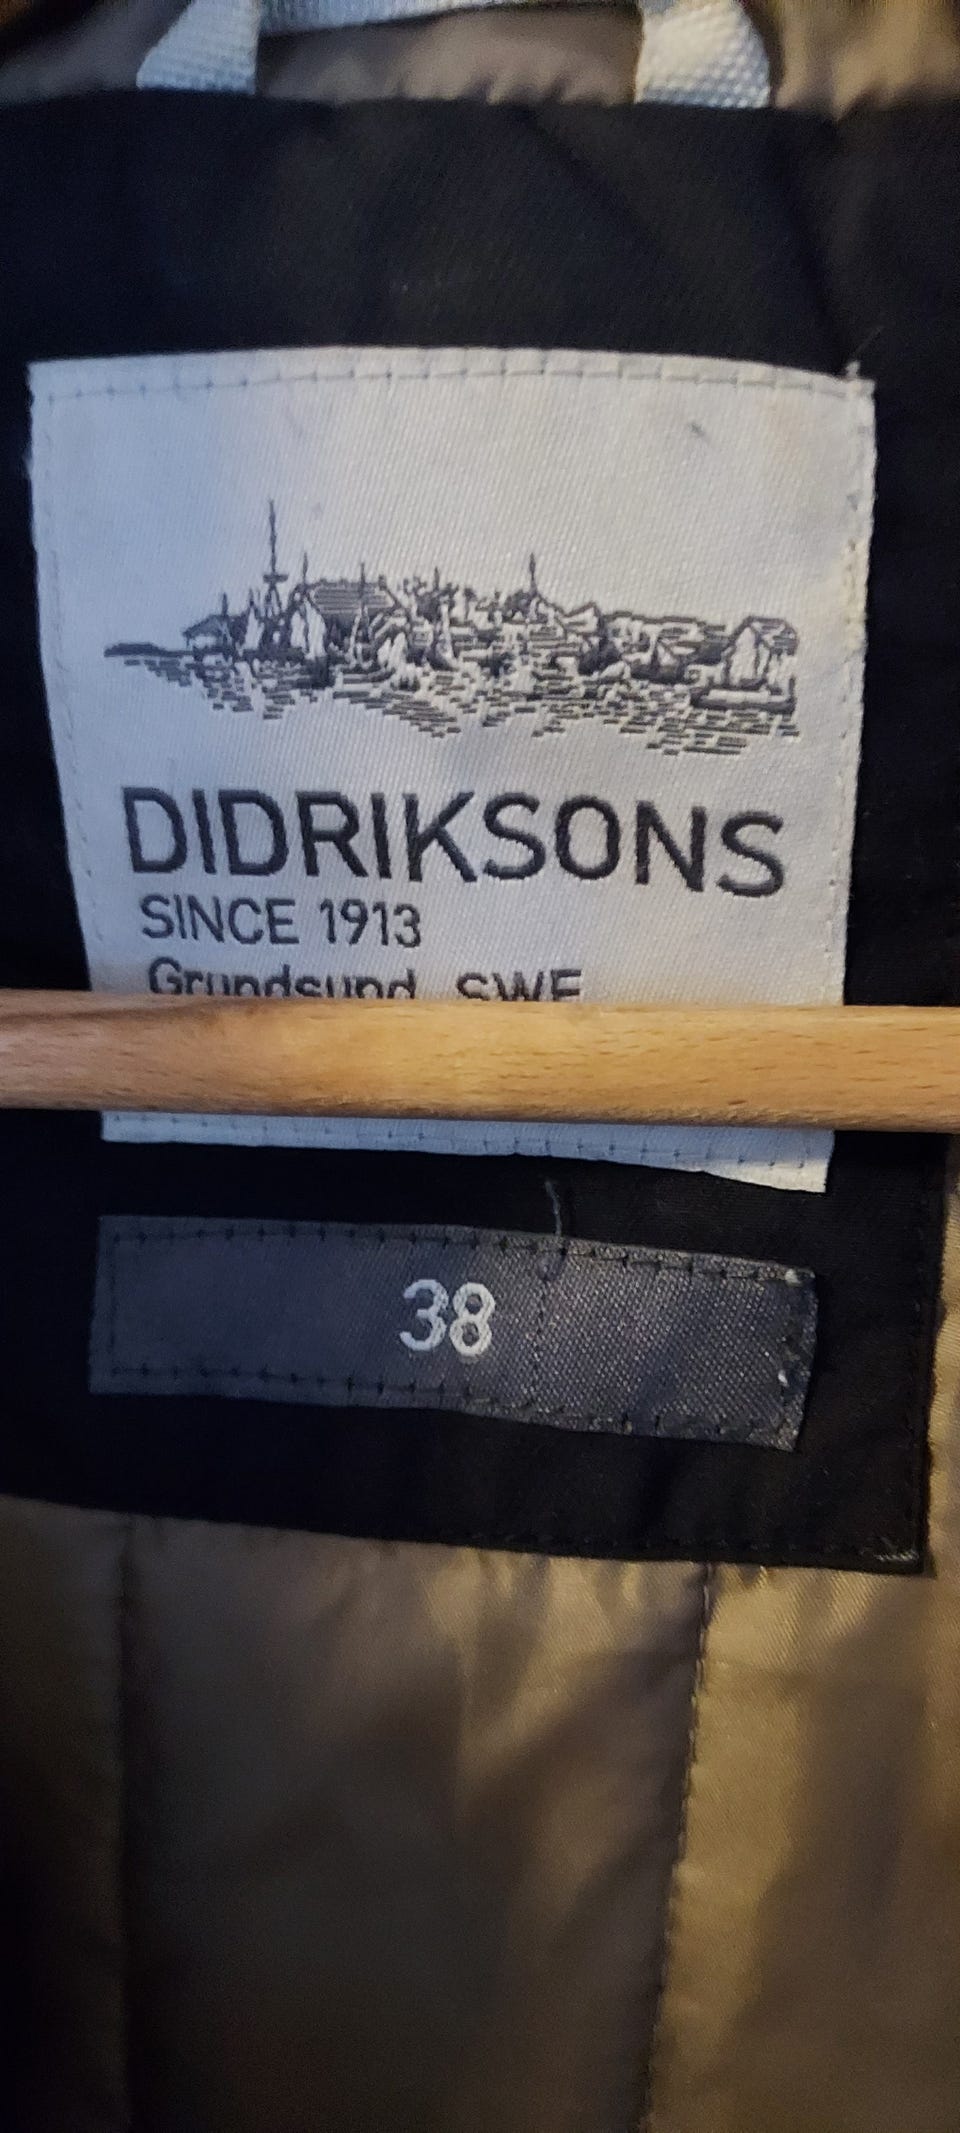 DIDRIKSONS
SINCE 1913
Grundsund, SWE
38